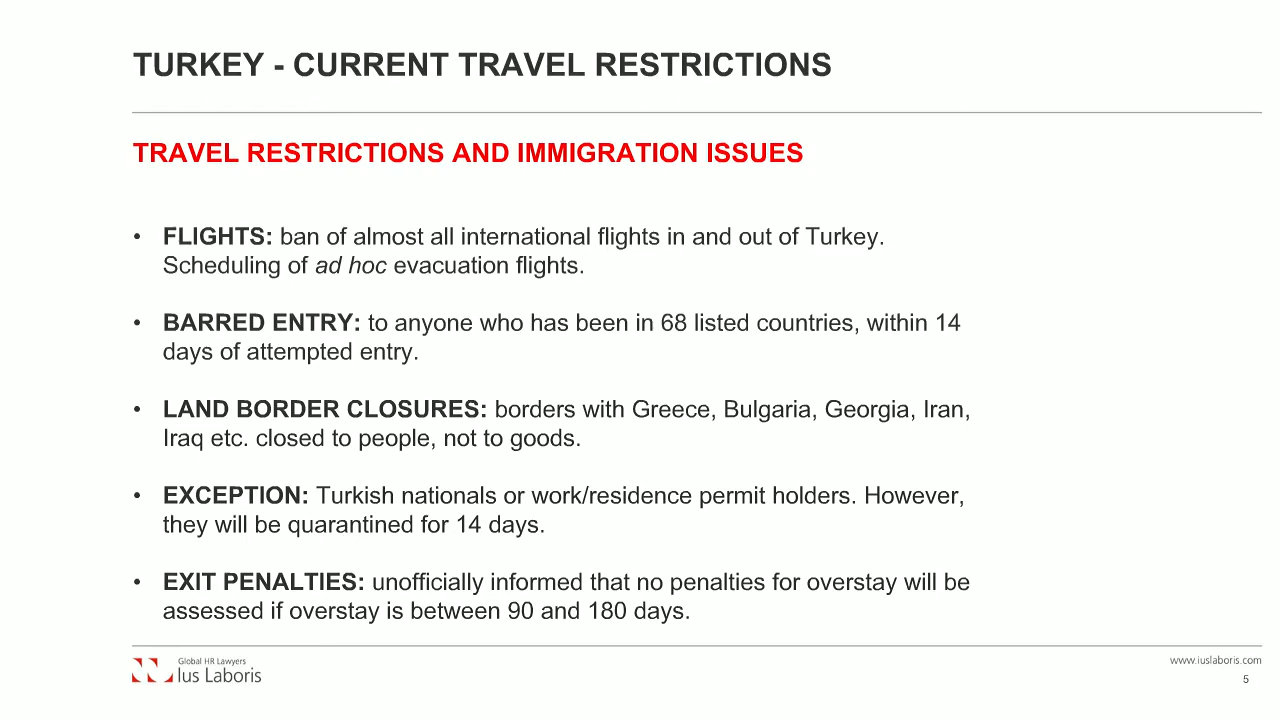 TURKEY - CURRENT TRAVEL RESTRICTIONS
TRAVEL RESTRICTIONS AND IMMIGRATION ISSUES
• FLIGHTS: ban of almost all international flights in and out of Turkey.
Scheduling of ad hoc evacuation flights.
• BARRED ENTRY: to anyone who has been in 68 listed countries, within 14
days of attempted entry.
• LAND BORDER CLOSURES: borders with Greece, Bulgaria, Georgia, Iran,
Iraq etc. closed to people, not to goods.
• EXCEPTION: Turkish nationals or work/residence permit holders. However,
they will be quarantined for 14 days.
• EXIT PENALTIES: unofficially informed that no penalties for overstay will be
assessed if overstay is between 90 and 180 days.
Global HR Lawyers
Ius Laboris
www.iuslaboris.com
5